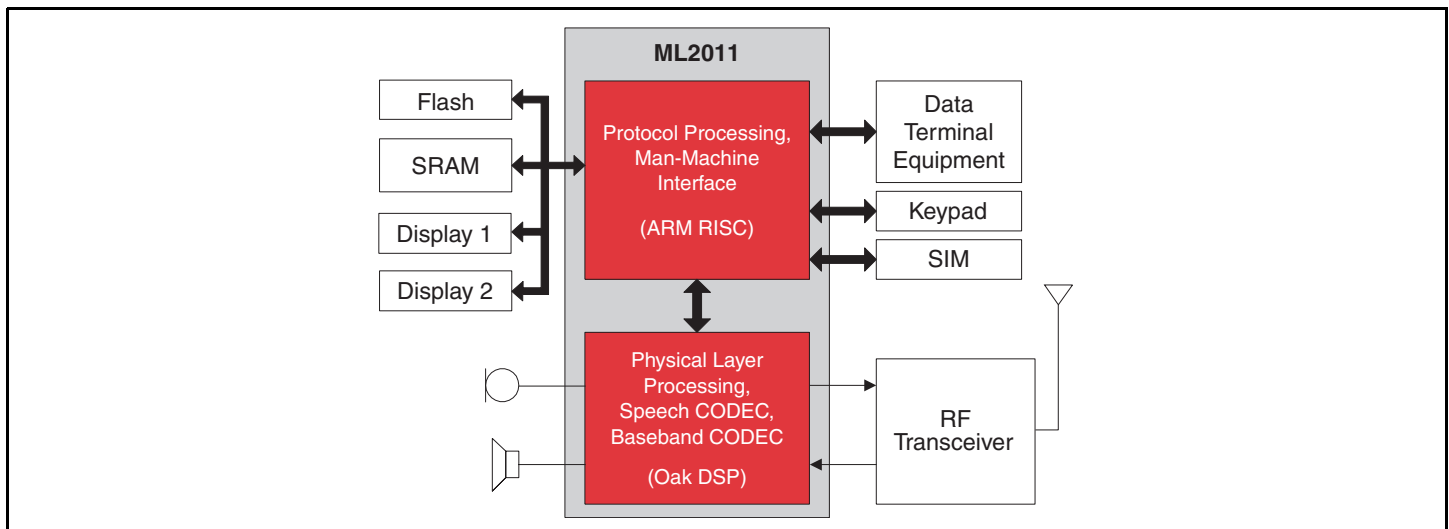 ML2011
Flash
SRAM
Display 1
Display 2
Protocol Processing,
Man-Machine
Interface
(ARM RISC)
Data
Terminal
Equipment
Keypad
SIM
Physical Layer
Processing,
Speech CODEC,
Baseband CODEC
(Oak DSP)
RF
Transceiver